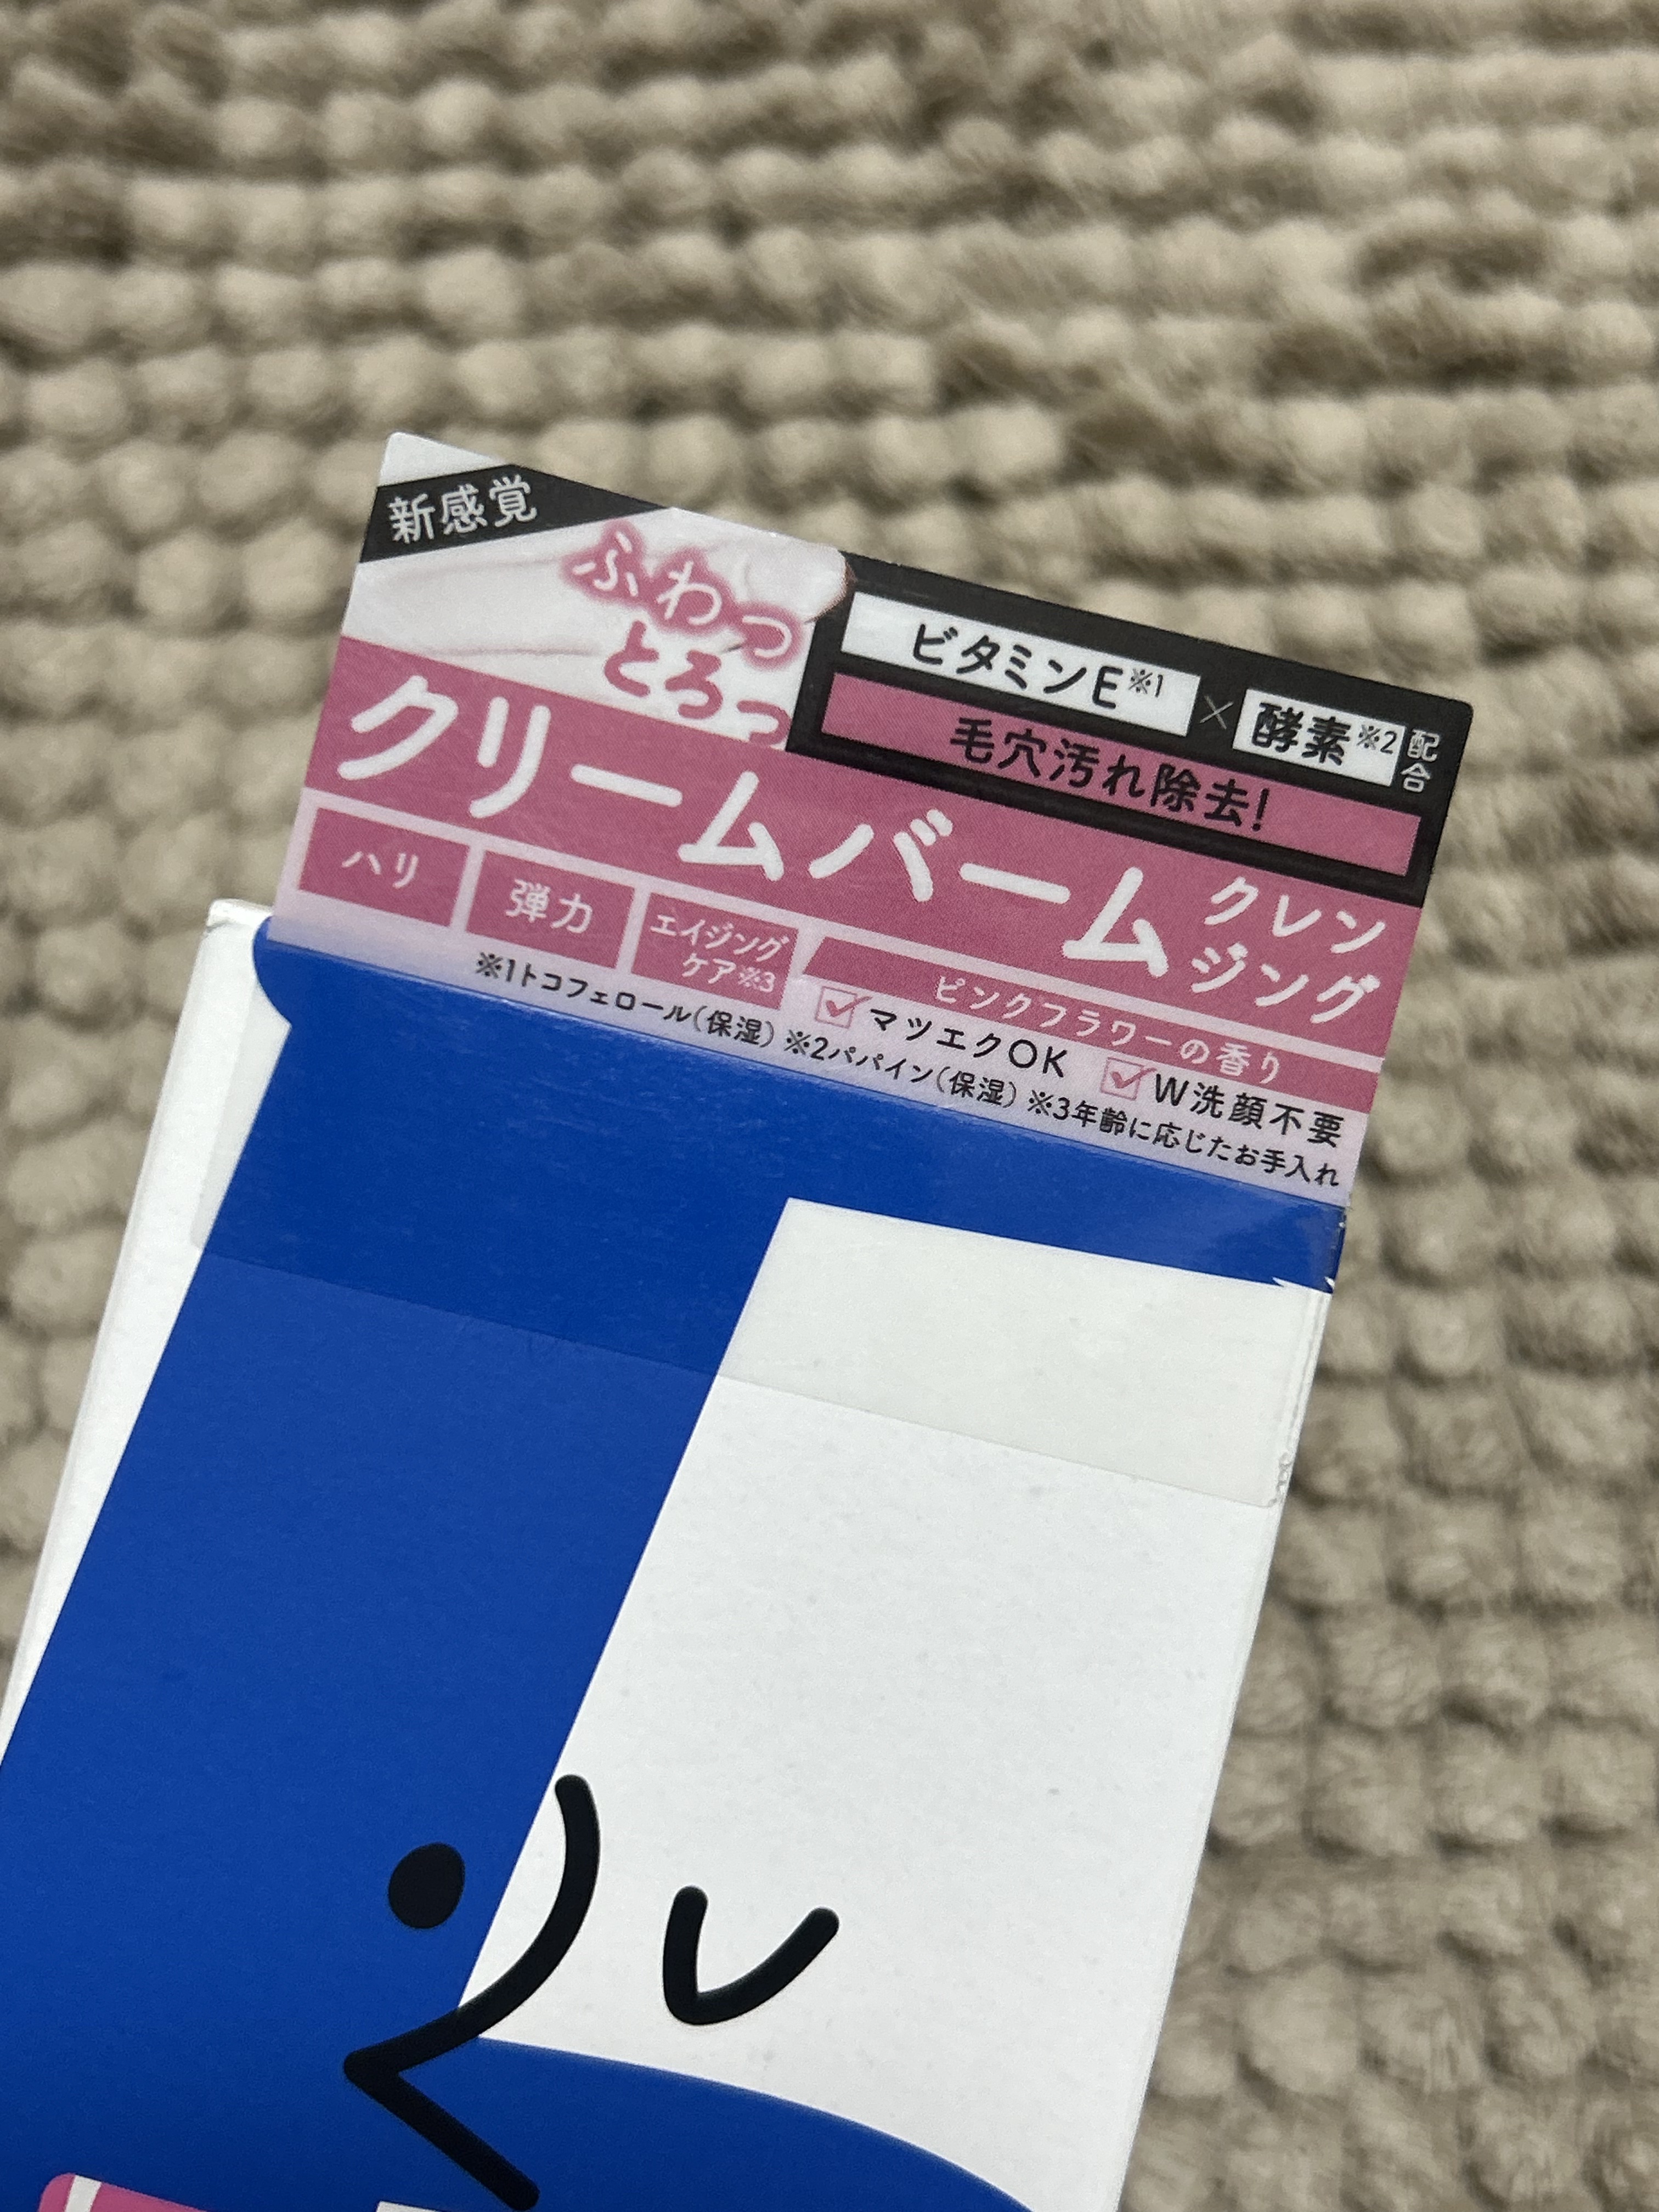 新感覚
ふわっ
とろっ
ビタミンE※1×酵素※2配合
毛穴汚れ除去!
クリームバーム
クレン
ジング
ハリ
弾力
エイジング
ケア※3
ピンクフラワーの香り
マツエクOK
W洗顔不要
※1トコフェロール(保湿) ※2パパイン(保湿) ※3年齢に応じたお手入れ